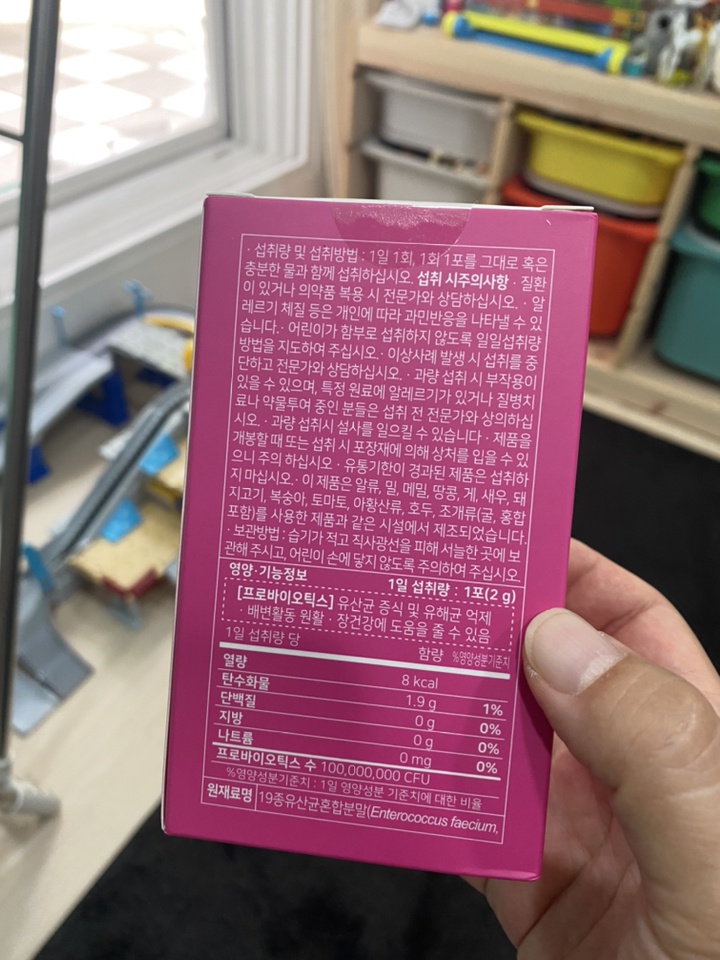 · 섭취량 및 섭취방법 : 1일 1회, 1회 1포를 그대로 혹은
충분한 물과 함께 섭취하십시오. 섭취 시주의사항 · 질환
이 있거나 의약품 복용 시 전문가와 상담하십시오. · 알
레르기 체질 등은 개인에 따라 과민반응을 나타낼 수 있
습니다. · 어린이가 함부로 섭취하지 않도록 일일섭취량
방법을 지도하여 주십시오. · 이상사례 발생 시 섭취를 중
단하고 전문가와 상담하십시오. · 과량 섭취 시 부작용이
있을 수 있으며, 특정 원료에 알레르기가 있거나 질병치
료나 약물투여 중인 분들은 섭취 전 전문가와 상의하십
시오. · 과량 섭취시 설사를 일으킬 수 있습니다 · 제품을
개봉할 때 또는 섭취 시 포장재에 의해 상처를 입을 수 있
으니 주의 하십시오 · 유통기한이 경과된 제품은 섭취하
지 마십시오. · 이 제품은 알류, 밀, 메밀, 땅콩, 게, 새우, 돼
지고기, 복숭아, 토마토, 아황산류, 호두, 조개류(굴, 홍합
포함)를 사용한 제품과 같은 시설에서 제조되었습니다.
· 보관방법 : 습기가 적고 직사광선을 피해 서늘한 곳에 보
관해 주시고, 어린이 손에 닿지 않도록 주의하여 주십시오.
영양·기능정보 1일 섭취량 : 1포(2 g)
[프로바이오틱스] 유산균 증식 및 유해균 억제
· 배변활동 원활 · 장건강에 도움을 줄 수 있음
1일 섭취량 당 함량 %영양성분기준치
열량 8 kcal
탄수화물 1.9 g 1%
단백질 0 g 0%
지방 0 g 0%
나트륨 0 mg 0%
프로바이오틱스 수 100,000,000 CFU
%영양성분기준치 : 1일 영양성분 기준치에 대한 비율
원재료명 19종유산균혼합분말(Enterococcus faecium,